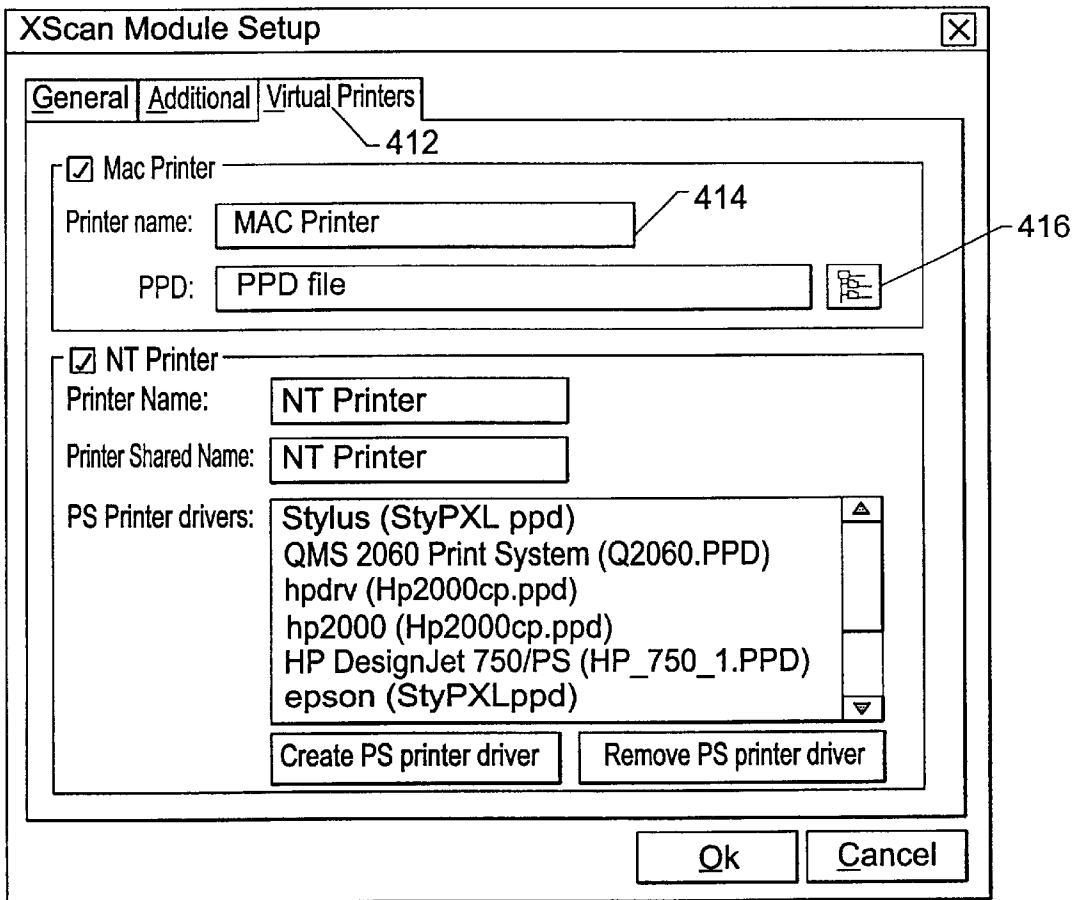 XScan Module Setup
General Additional Virtual Printers
412
Mac Printer
414
Printer name: MAC Printer
416
PPD: PPD file
NT Printer
Printer Name: NT Printer
Printer Shared Name: NT Printer
PS Printer drivers: Stylus (StyPXL ppd)
QMS 2060 Print System (Q2060.PPD)
hpdrv (Hp2000cp.ppd)
hp2000 (Hp2000cp.ppd)
HP DesignJet 750/PS (HP_750_1.PPD)
epson (StyPXLppd)
Create PS printer driver Remove PS printer driver
Ok Cancel